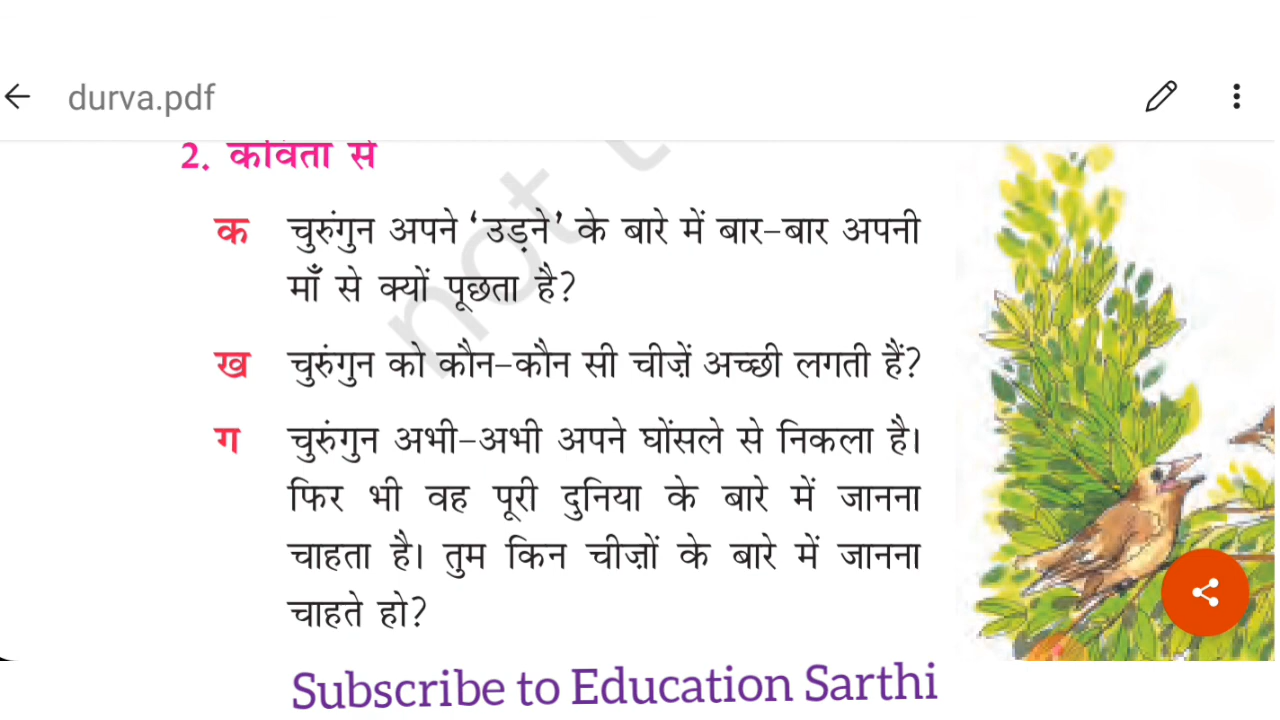 durva.pdf
2. कविता से
क चुरुंगुन अपने ‘उड़ने’ के बारे में बार-बार अपनी
माँ से क्यों पूछता है?
ख चुरुंगुन को कौन-कौन सी चीज़ें अच्छी लगती हैं?
ग चुरुंगुन अभी-अभी अपने घोंसले से निकला है।
फिर भी वह पूरी दुनिया के बारे में जानना
चाहता है। तुम किन चीज़ों के बारे में जानना
चाहते हो?
not
Subscribe to Education Sarthi